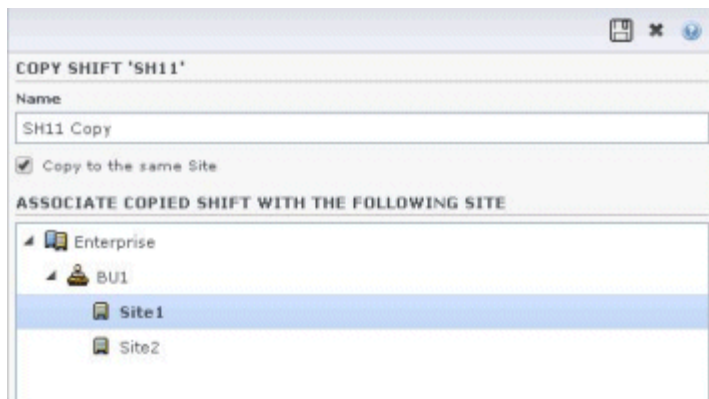 COPY SHIFT 'SH11'
Name
SH11 Copy
Copy to the same Site
ASSOCIATE COPIED SHIFT WITH THE FOLLOWING SITE
Enterprise
BU1
Site1
Site2